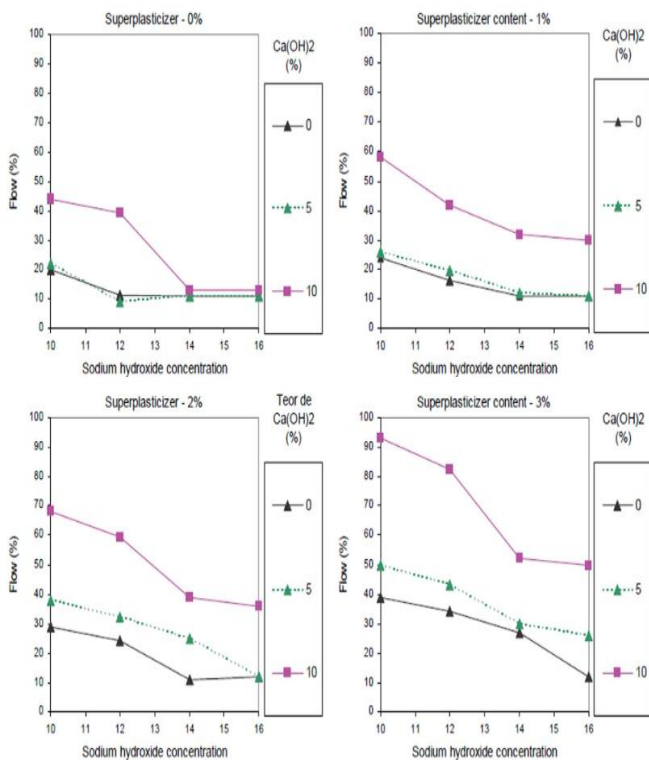 Superplasticizer - 0%
Ca(OH)2
(%)
100
90
80
70
60
50
40
30
20
10
0
Flow (%)
10 11 12 13 14 15 16
Sodium hydroxide concentration
0
5
10
Superplasticizer content - 1%
Ca(OH)2
(%)
100
90
80
70
60
50
40
30
20
10
0
Flow (%)
10 11 12 13 14 15 16
Sodium hydroxide concentration
0
5
10
Superplasticizer - 2%
Teor de
Ca(OH)2
(%)
100
90
80
70
60
50
40
30
20
10
0
Flow (%)
10 11 12 13 14 15 16
Sodium hydroxide concentration
0
5
10
Superplasticizer content - 3%
Ca(OH)2
(%)
100
90
80
70
60
50
40
30
20
10
0
Flow (%)
10 11 12 13 14 15 16
Sodium hydroxide concentration
0
5
10